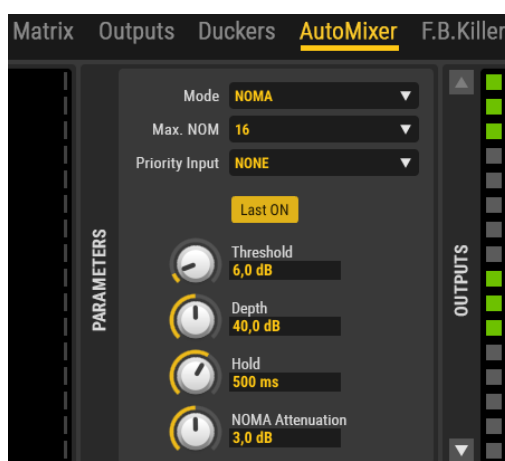 Matrix Outputs Duckers AutoMixer F.B.Killer
PARAMETERS
Mode NOMA
Max. NOM 16
Priority Input NONE
Last ON
Threshold
6,0 dB
Depth
40,0 dB
Hold
500 ms
NOMA Attenuation
3,0 dB
OUTPUTS